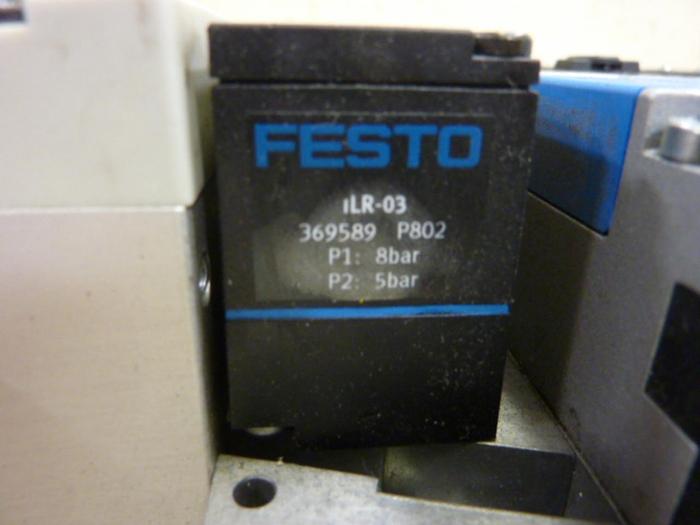 FESTO
ıLR-03
369589 P802
P1: 8bar
P2: 5bar